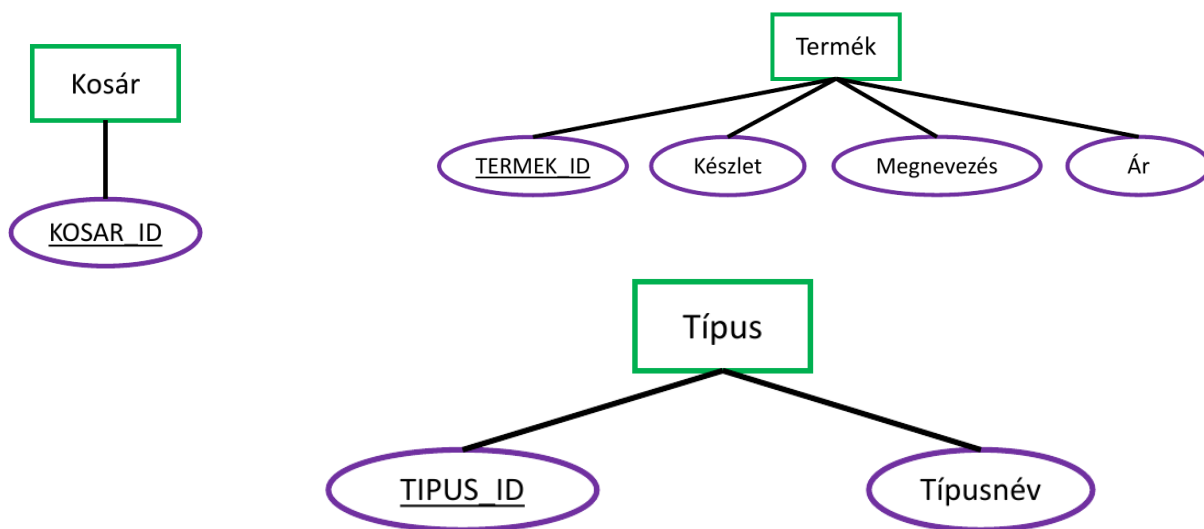 Kosár
KOSAR_ID
Termék
TERMEK_ID
Készlet
Megnevezés
Ár
Típus
TIPUS_ID
Típusnév